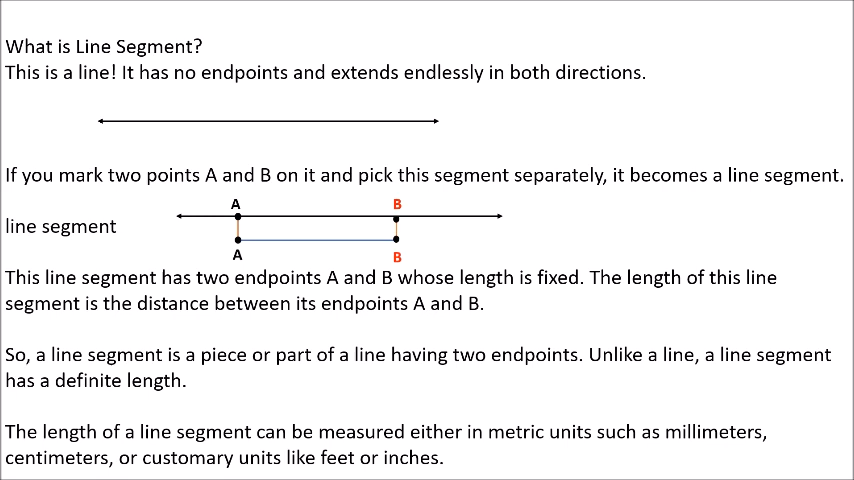 What is Line Segment?
This is a line! It has no endpoints and extends endlessly in both directions.
If you mark two points A and B on it and pick this segment separately, it becomes a line segment.
A B
line segment
A B
This line segment has two endpoints A and B whose length is fixed. The length of this line
segment is the distance between its endpoints A and B.
So, a line segment is a piece or part of a line having two endpoints. Unlike a line, a line segment
has a definite length.
The length of a line segment can be measured either in metric units such as millimeters,
centimeters, or customary units like feet or inches.